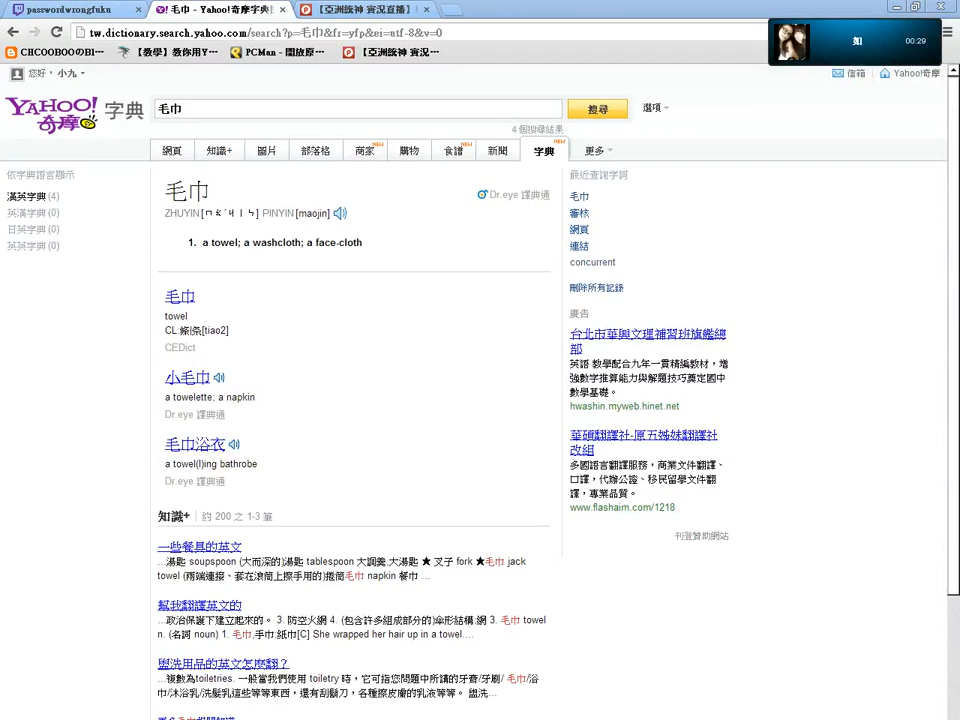 passwordwrongfuku
毛巾 - Yahoo!奇摩字典
【亞洲統神 實況直播】
tw.dictionary.search.yahoo.com/search?p=毛巾&fr=yfp&ei=utf-8&v=0
CHCOOBOOのBl…
【教學】教你用Y…
PCMan - 開放原…
【亞洲統神 實況…
如
00:29
您好， 小九
信箱
Yahoo!奇摩
YAHOO!奇摩 字典
毛巾
搜尋
選項
4 個搜尋結果
網頁
知識+
圖片
部落格
商家
NEW
購物
食譜
NEW
新聞
字典
NEW
更多
依字典語言顯示
漢英字典 (4)
英漢字典 (0)
日英字典 (0)
英英字典 (0)
毛巾
Dr.eye 譯典通
ZHUYIN[ㄇㄠˊㄐㄧㄣ] PINYIN [maojin]
1. a towel; a washcloth; a face-cloth
毛巾
towel
CL:條|条[tiao2]
CEDict
小毛巾
a towelette; a napkin
Dr.eye 譯典通
毛巾浴衣
a towel(l)ing bathrobe
Dr.eye 譯典通
知識+ | 約 200 之 1-3 筆
一些餐具的英文
...湯匙 soupspoon (大而深的)湯匙 tablespoon 大調羹,大湯匙 ★ 叉子 fork ★毛巾 jack
towel (兩端連接、套在滾筒上擦手用的)捲筒毛巾 napkin 餐巾 ...
幫我翻譯英文的
...政治保護下建立起來的。 3. 防空火網 4. (包含許多組成部分的)傘形結構;網 3. 毛巾 towel
n. (名詞 noun) 1. 毛巾,手巾;紙巾[C] She wrapped her hair up in a towel....
盥洗用品的英文怎麼翻？
...複數為toiletries. 一般當我們使用 toiletry 時，它可指您問題中所講的牙膏/牙刷/ 毛巾/浴
巾/沐浴乳/洗髮乳這些等等東西，還有刮鬍刀，各種擦皮膚的乳液等等。 盥洗...
最近查詢字詞
毛巾
審核
網頁
連結
concurrent
刪除所有記錄
廣告
台北市華興文理補習班旗艦總
部
英語 教學配合九年一貫精編教材，增
強數字推算能力與解題技巧奠定國中
數學基礎。
hwashin.myweb.hinet.net
華碩翻譯社-原五姊妹翻譯社
改組
多國語言翻譯服務，商業文件翻譯、
口譯，代辦公證、移民留學文件翻
譯，專業品質。
www.flashaim.com/1218
刊登贊助網站